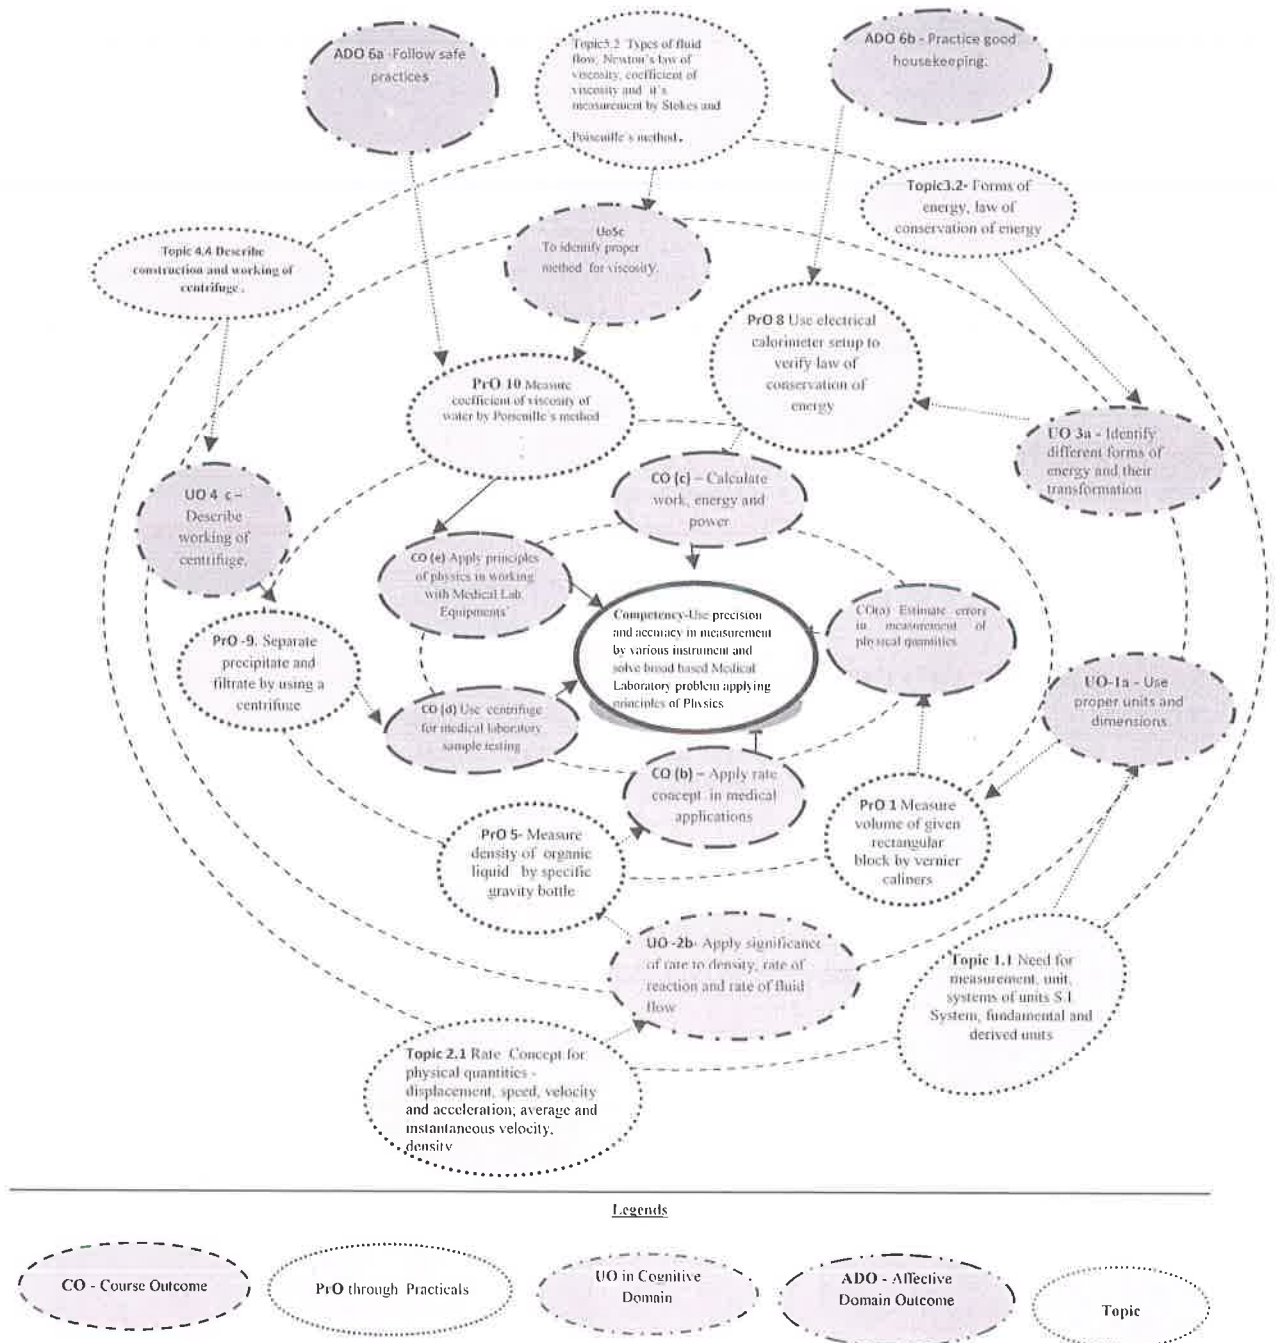 ADO 6a -Follow safe
practices
Topic5.2 Types of fluid
flow, Newton's law of
viscosity, coefficient of
viscosity and it's
measurement by Stokes and
Poiseuille's method.
ADO 6b - Practice good
housekeeping.
Topic3.2- Forms of
energy, law of
conservation of energy
Topic 4.4 Describe
construction and working of
centrifuge .
Uo5c
To identify proper
method for viscosity.
PrO 8 Use electrical
calorimeter setup to
verify law of
conservation of
energy
PrO 10 Measure
coefficient of viscosity of
water by Poiseuille's method
UO 3a - Identify
different forms of
energy and their
transformation
UO 4 c –
Describe
working of
centrifuge.
CO (c) – Calculate
work, energy and
power
CO (e) Apply principles
of physics in working
with Medical Lab
Equipments'
Competency-Use precision
and accuracy in measurement
by various instrument and
solve broad based Medical
Laboratory problem applying
principles of Physics
CO(a) Estimate errors
in measurement of
physical quantities
PrO -9. Separate
precipitate and
filtrate by using a
centrifuge
UO-1a - Use
proper units and
dimensions.
CO (d) Use centrifuge
for medical laboratory
sample testing
CO (b) – Apply rate
concept in medical
applications
PrO 1 Measure
volume of given
rectangular
block by vernier
caliners
PrO 5- Measure
density of organic
liquid by specific
gravity bottle
UO -2b- Apply significance
of rate to density, rate of
reaction and rate of fluid
flow
Topic 1.1 Need for
measurement, unit,
systems of units S.I.
System, fundamental and
derived units
Topic 2.1 Rate Concept for
physical quantities -
displacement, speed, velocity
and acceleration; average and
instantaneous velocity,
density
Legends
CO - Course Outcome
PrO through Practicals
UO in Cognitive
Domain
ADO - Affective
Domain Outcome
Topic